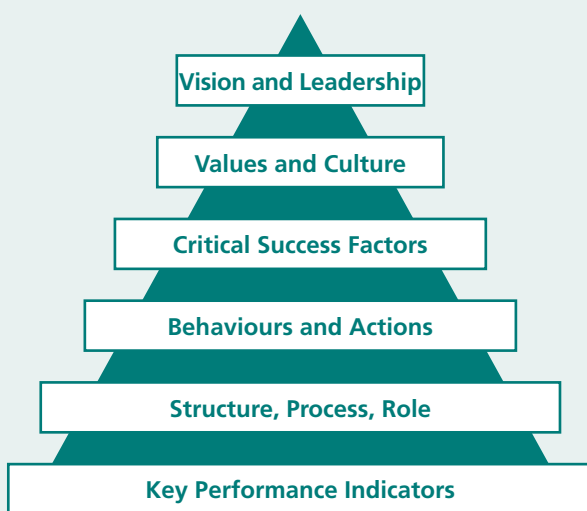 Vision and Leadership
Values and Culture
Critical Success Factors
Behaviours and Actions
Structure, Process, Role
Key Performance Indicators